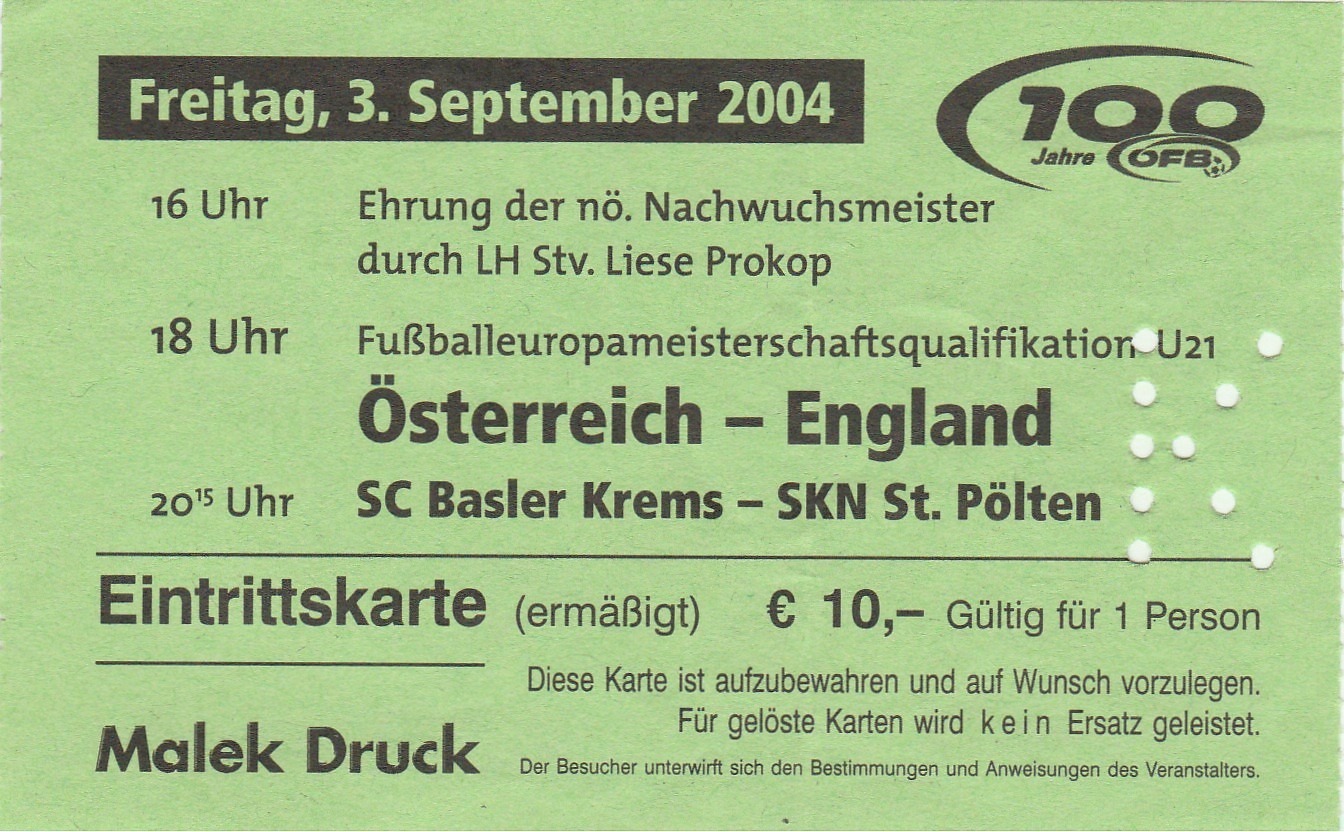 Freitag, 3. September 2004
100
Jahre ÖFB
16 Uhr Ehrung der nö. Nachwuchsmeister
durch LH Stv. Liese Prokop
18 Uhr Fußballeuropameisterschaftsqualifikation U21
Österreich – England
20¹⁵ Uhr SC Basler Krems – SKN St. Pölten
Eintrittskarte (ermäßigt) € 10,– Gültig für 1 Person
Diese Karte ist aufzubewahren und auf Wunsch vorzulegen.
Für gelöste Karten wird k e i n Ersatz geleistet.
Malek Druck
Der Besucher unterwirft sich den Bestimmungen und Anweisungen des Veranstalters.